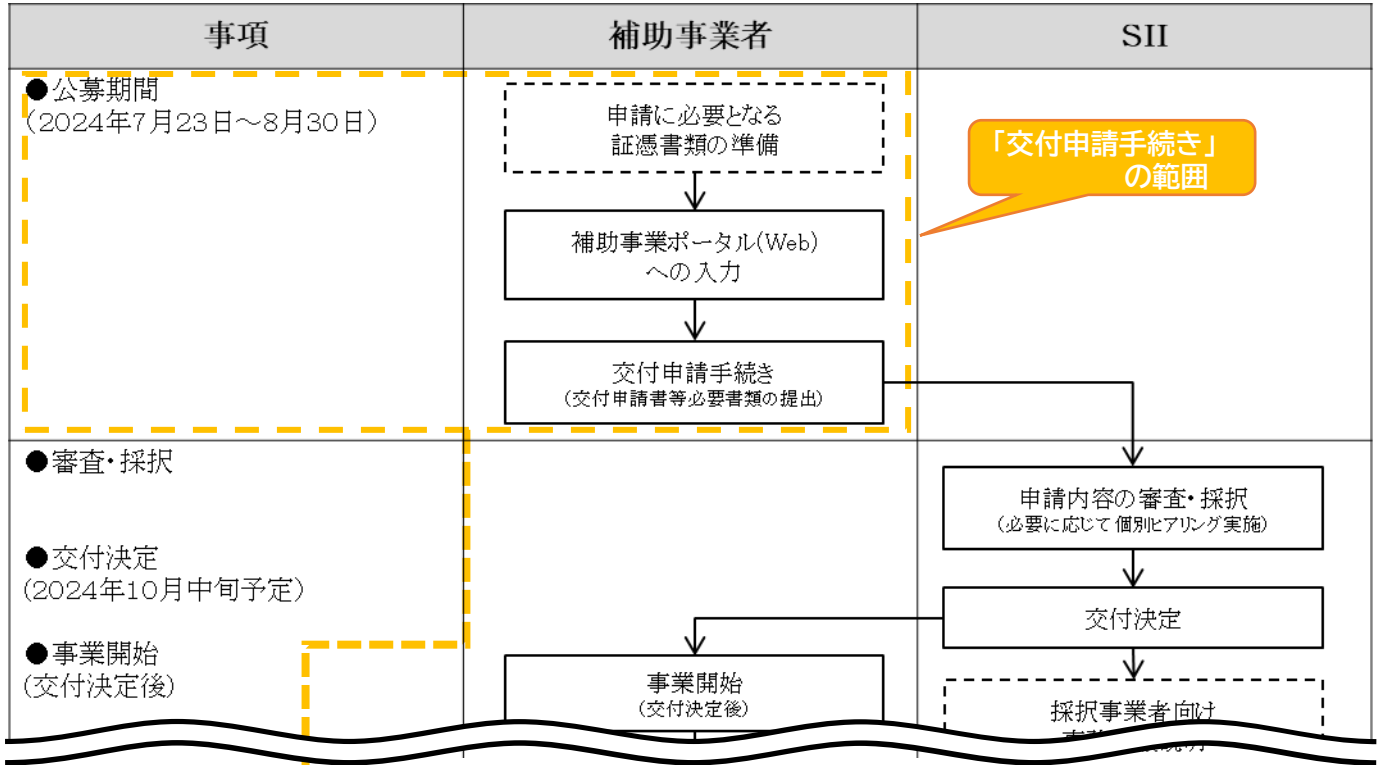 事項
補助事業者
SII
●公募期間
(2024年7月23日～8月30日)
申請に必要となる
証憑書類の準備
「交付申請手続き」
の範囲
補助事業ポータル(Web)
への入力
交付申請手続き
(交付申請書等必要書類の提出)
●審査・採択
申請内容の審査・採択
(必要に応じて個別ヒアリング実施)
●交付決定
(2024年10月中旬予定)
交付決定
●事業開始
(交付決定後)
事業開始
(交付決定後)
採択事業者向け